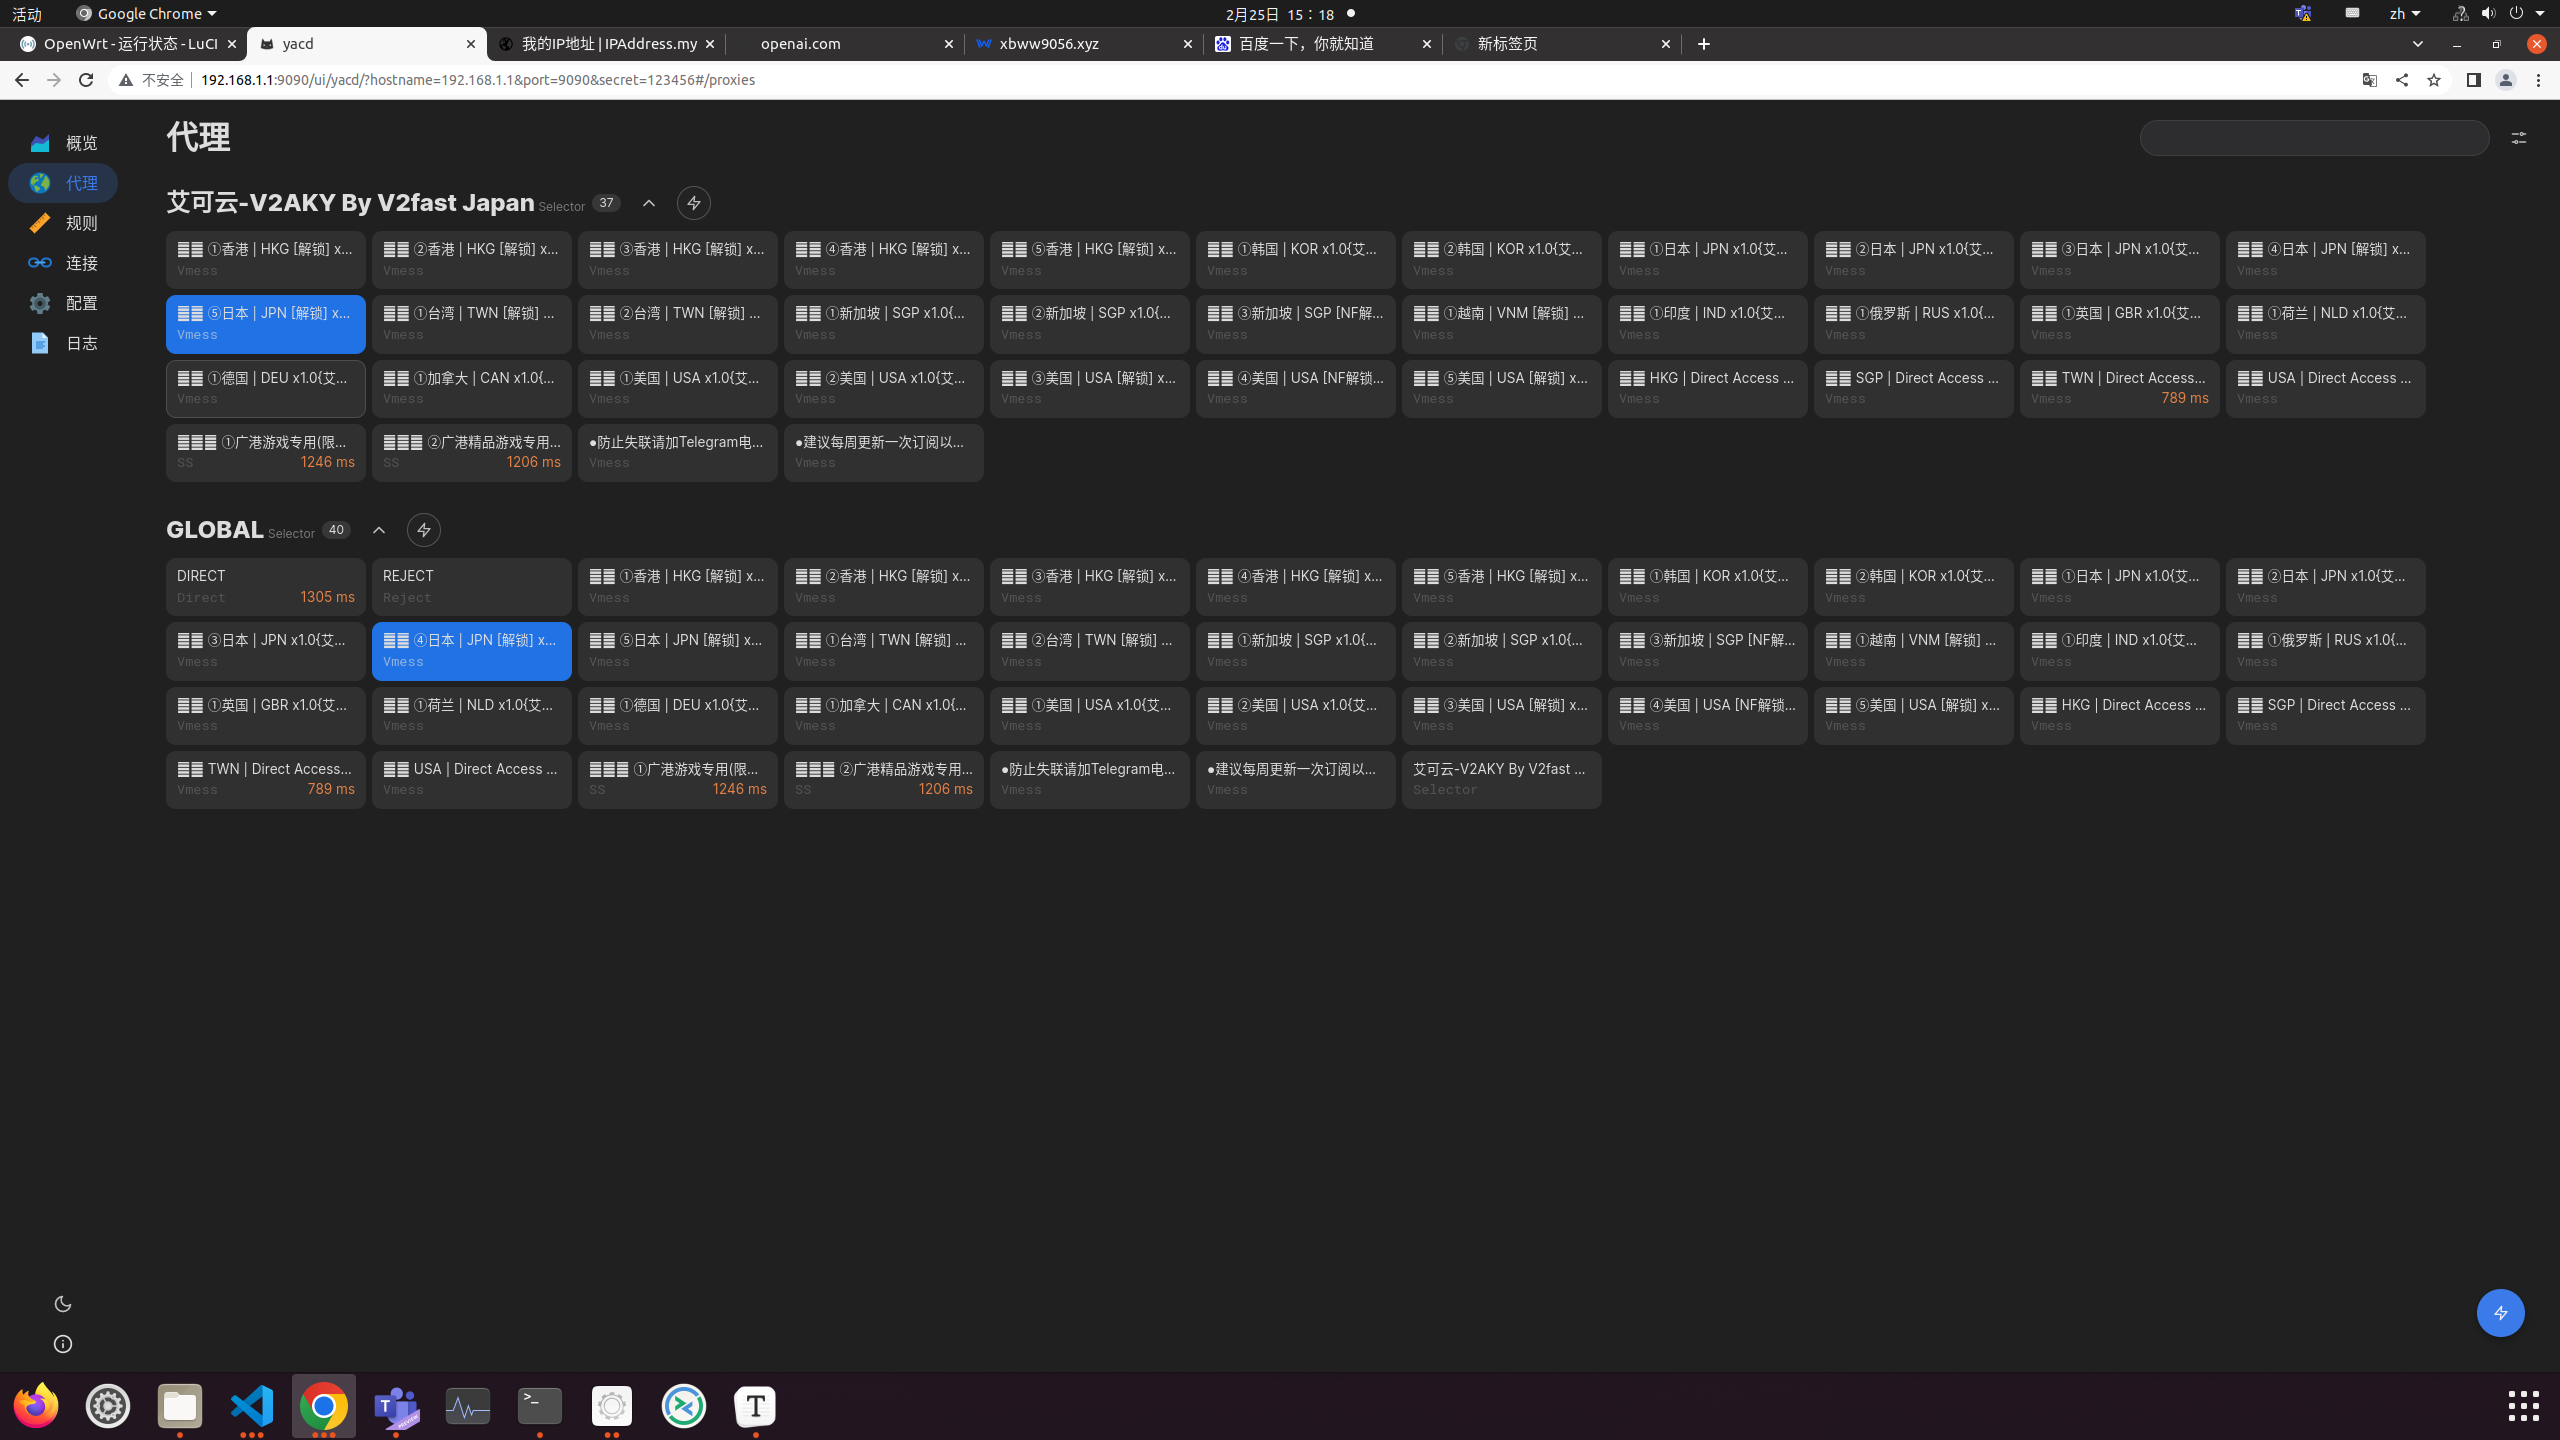 活动 Google Chrome 2月25日 15：18 zh
OpenWrt - 运行状态 - LuCI yacd 我的IP地址 | IPAddress.my openai.com xbww9056.xyz 百度一下，你就知道 新标签页
不安全 192.168.1.1:9090/ui/yacd/?hostname=192.168.1.1&port=9090&secret=123456#/proxies
概览
代理
规则
连接
配置
日志
代理
艾可云-V2AKY By V2fast Japan Selector 37
①香港 | HKG [解锁] x... ②香港 | HKG [解锁] x... ③香港 | HKG [解锁] x... ④香港 | HKG [解锁] x... ⑤香港 | HKG [解锁] x... ①韩国 | KOR x1.0{艾... ②韩国 | KOR x1.0{艾... ①日本 | JPN x1.0{艾... ②日本 | JPN x1.0{艾... ③日本 | JPN x1.0{艾... ④日本 | JPN [解锁] x...
Vmess Vmess Vmess Vmess Vmess Vmess Vmess Vmess Vmess Vmess Vmess
⑤日本 | JPN [解锁] x... ①台湾 | TWN [解锁] ... ②台湾 | TWN [解锁] ... ①新加坡 | SGP x1.0{... ②新加坡 | SGP x1.0{... ③新加坡 | SGP [NF解... ①越南 | VNM [解锁] ... ①印度 | IND x1.0{艾... ①俄罗斯 | RUS x1.0{... ①英国 | GBR x1.0{艾... ①荷兰 | NLD x1.0{艾...
Vmess Vmess Vmess Vmess Vmess Vmess Vmess Vmess Vmess Vmess Vmess
①德国 | DEU x1.0{艾... ①加拿大 | CAN x1.0{... ①美国 | USA x1.0{艾... ②美国 | USA x1.0{艾... ③美国 | USA [解锁] x... ④美国 | USA [NF解锁... ⑤美国 | USA [解锁] x... HKG | Direct Access ... SGP | Direct Access ... TWN | Direct Access... USA | Direct Access ...
Vmess Vmess Vmess Vmess Vmess Vmess Vmess Vmess Vmess Vmess 789 ms Vmess
①广港游戏专用(限... ②广港精品游戏专用... ●防止失联请加Telegram电... ●建议每周更新一次订阅以...
SS 1246 ms SS 1206 ms Vmess Vmess
GLOBAL Selector 40
DIRECT REJECT ①香港 | HKG [解锁] x... ②香港 | HKG [解锁] x... ③香港 | HKG [解锁] x... ④香港 | HKG [解锁] x... ⑤香港 | HKG [解锁] x... ①韩国 | KOR x1.0{艾... ②韩国 | KOR x1.0{艾... ①日本 | JPN x1.0{艾... ②日本 | JPN x1.0{艾...
Direct 1305 ms Reject Vmess Vmess Vmess Vmess Vmess Vmess Vmess Vmess Vmess
③日本 | JPN x1.0{艾... ④日本 | JPN [解锁] x... ⑤日本 | JPN [解锁] x... ①台湾 | TWN [解锁] ... ②台湾 | TWN [解锁] ... ①新加坡 | SGP x1.0{... ②新加坡 | SGP x1.0{... ③新加坡 | SGP [NF解... ①越南 | VNM [解锁] ... ①印度 | IND x1.0{艾... ①俄罗斯 | RUS x1.0{...
Vmess Vmess Vmess Vmess Vmess Vmess Vmess Vmess Vmess Vmess Vmess
①英国 | GBR x1.0{艾... ①荷兰 | NLD x1.0{艾... ①德国 | DEU x1.0{艾... ①加拿大 | CAN x1.0{... ①美国 | USA x1.0{艾... ②美国 | USA x1.0{艾... ③美国 | USA [解锁] x... ④美国 | USA [NF解锁... ⑤美国 | USA [解锁] x... HKG | Direct Access ... SGP | Direct Access ...
Vmess Vmess Vmess Vmess Vmess Vmess Vmess Vmess Vmess Vmess Vmess
TWN | Direct Access... USA | Direct Access ... ①广港游戏专用(限... ②广港精品游戏专用... ●防止失联请加Telegram电... ●建议每周更新一次订阅以... 艾可云-V2AKY By V2fast ...
Vmess 789 ms Vmess SS 1246 ms SS 1206 ms Vmess Vmess Selector